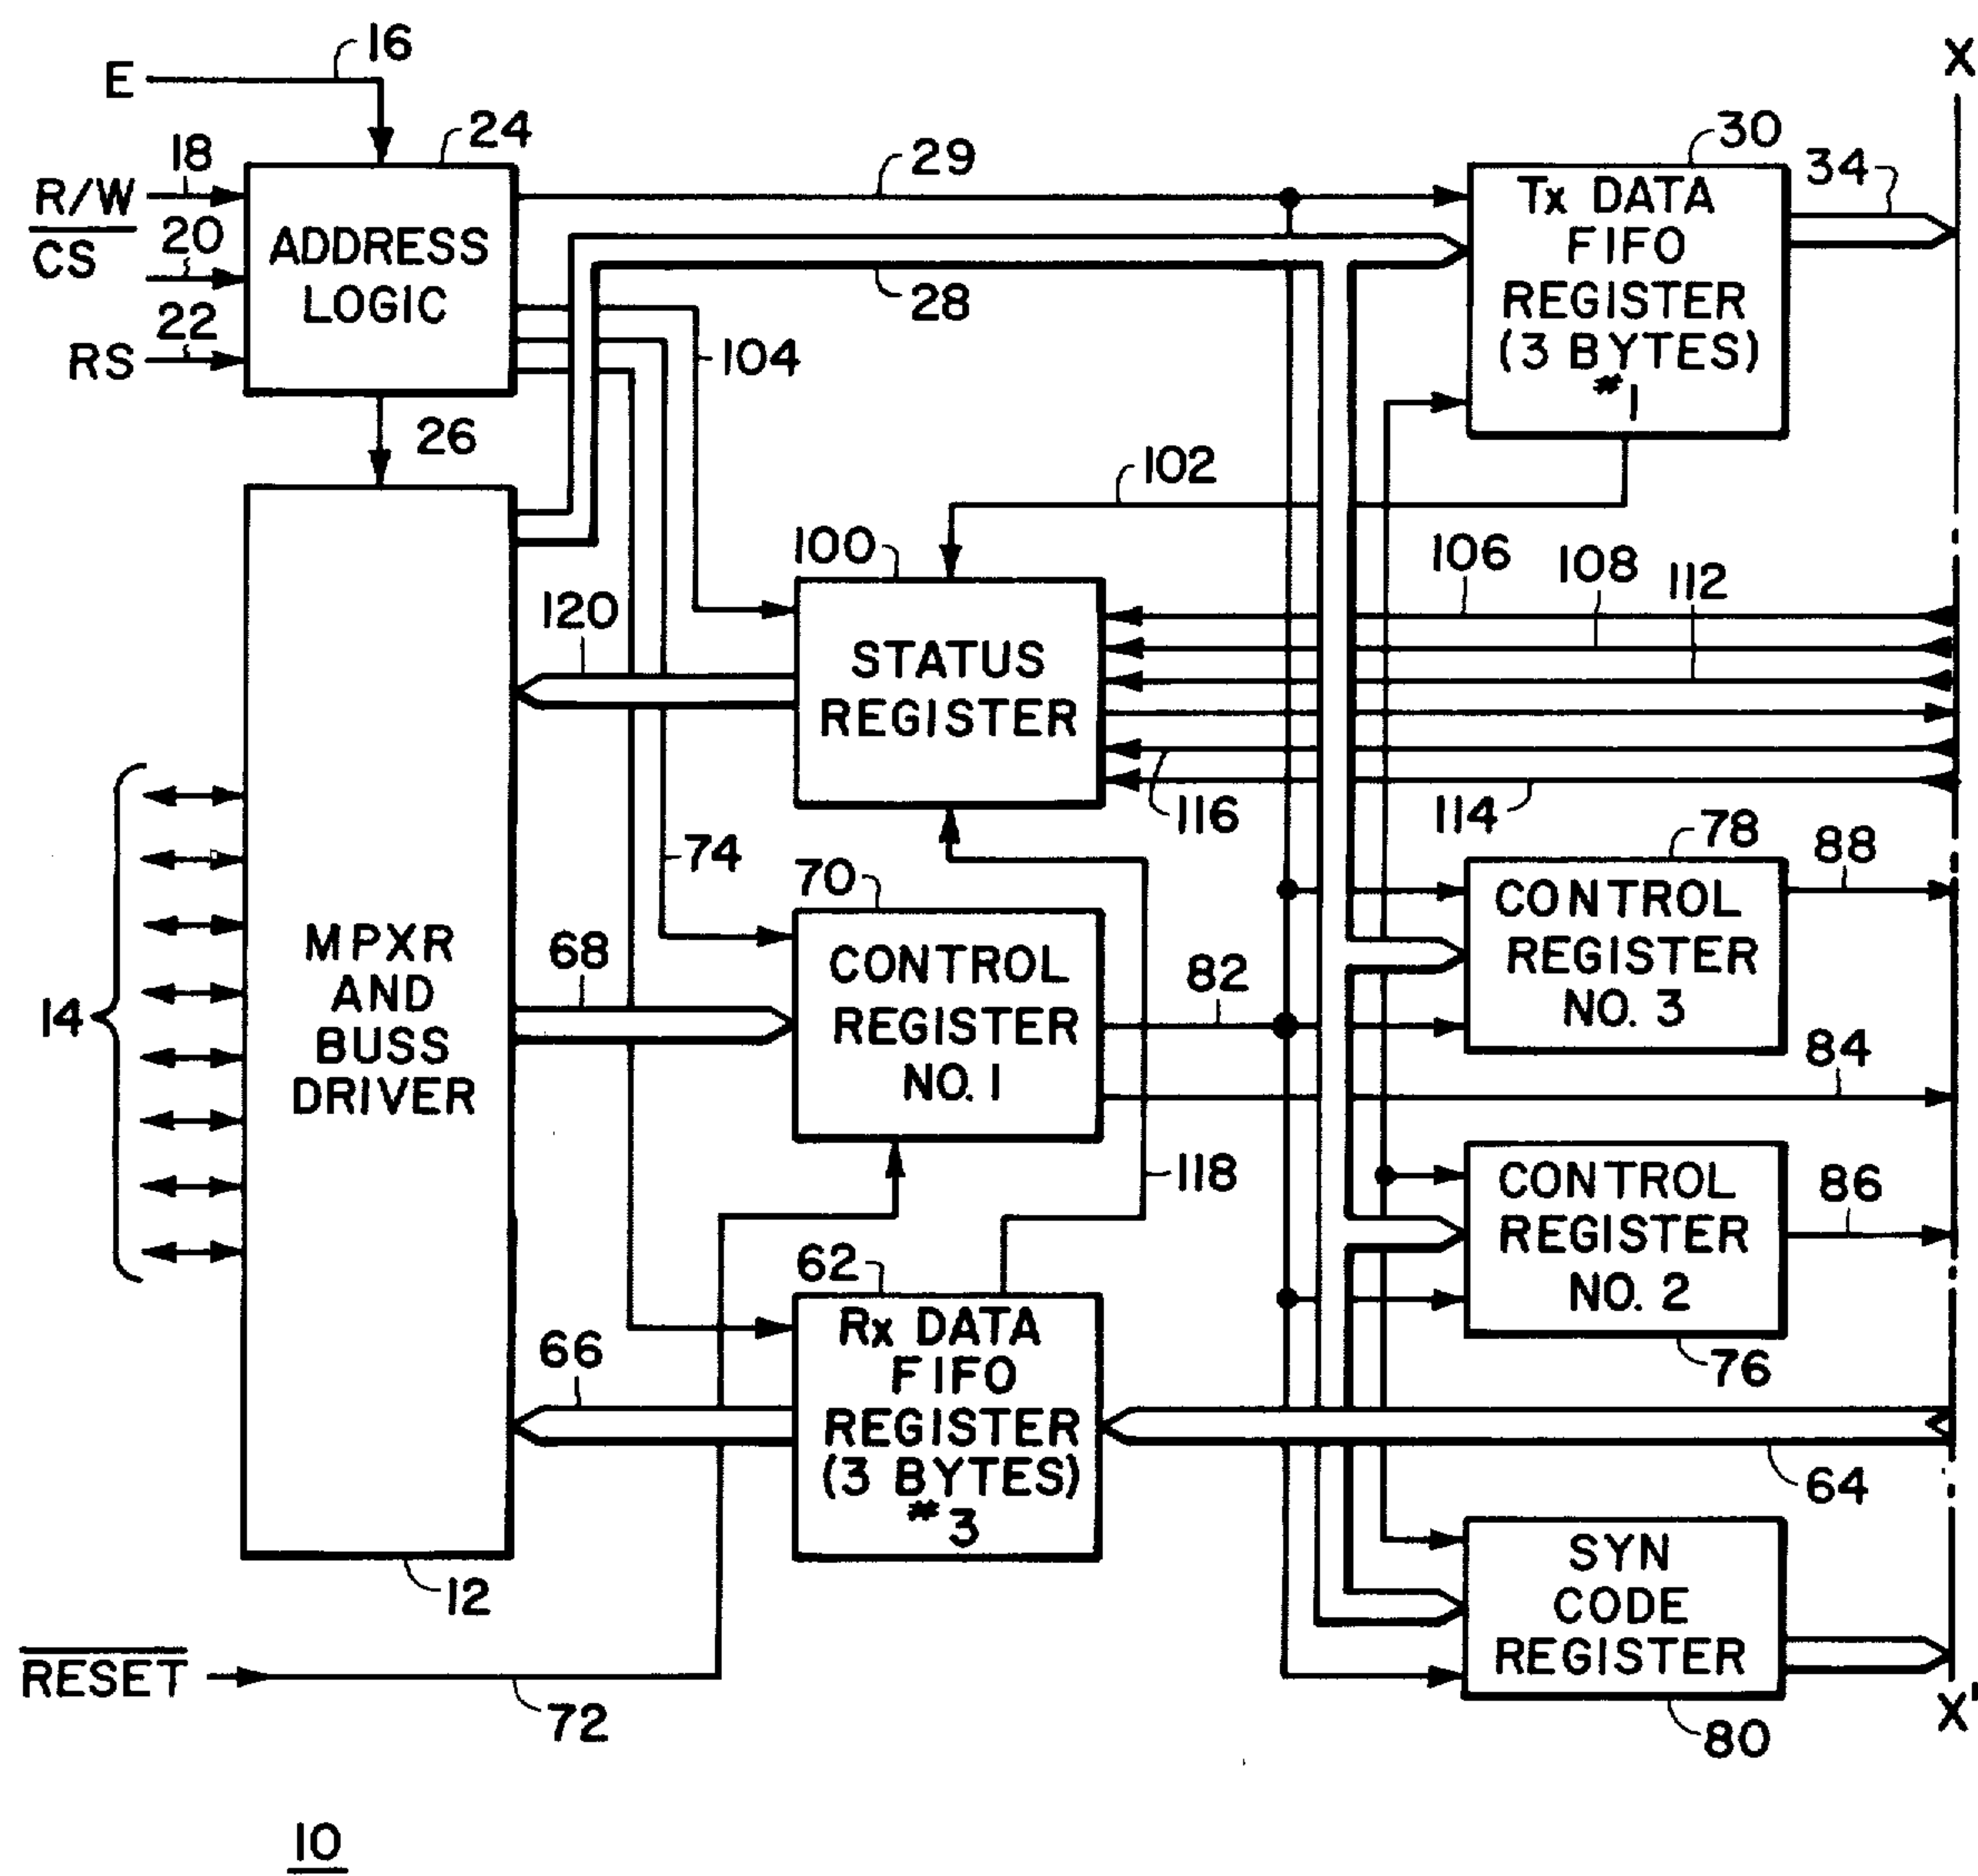 16
E
X
24
18
29
30
34
R/W
CS
20
ADDRESS
LOGIC
Tx DATA
FIFO
REGISTER
(3 BYTES)
#1
28
22
RS
104
26
102
100
106
108
112
120
STATUS
REGISTER
116
114
74
78
88
70
14
MPXR
AND
BUSS
DRIVER
68
CONTROL
REGISTER
NO. 1
82
CONTROL
REGISTER
NO. 3
84
118
CONTROL
REGISTER
NO. 2
86
62
76
66
Rx DATA
FIFO
REGISTER
(3 BYTES)
#3
64
12
SYN
CODE
REGISTER
RESET
72
80
X'
10